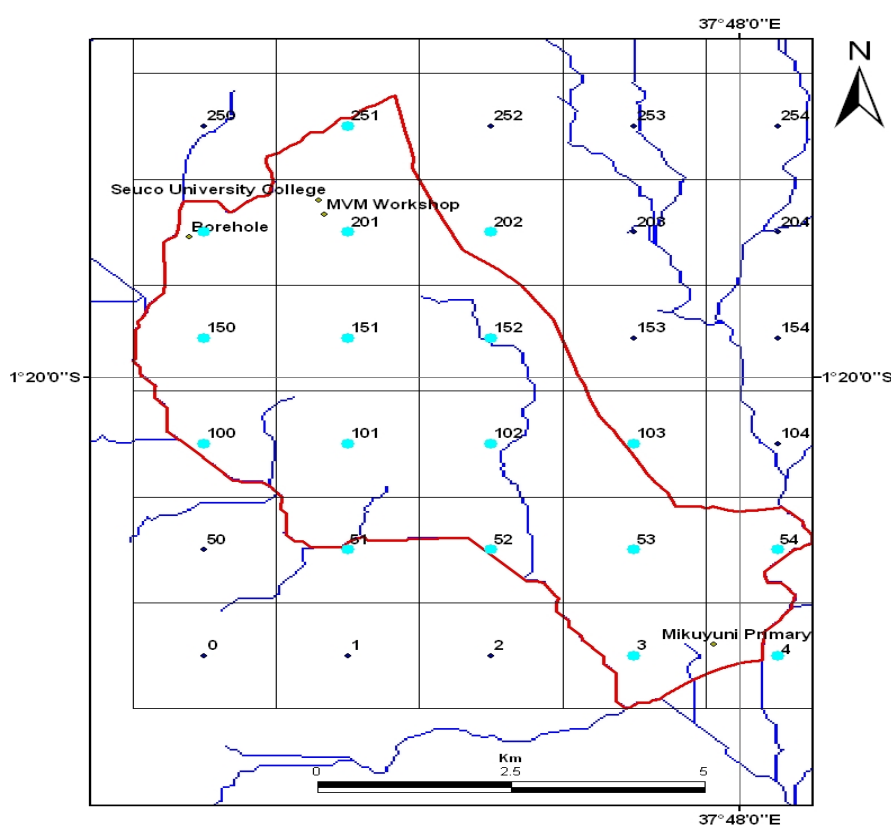 37°48'0"E
N
250
251
252
253
254
Seuco University College
MVM Workshop
Borehole
201
202
203
204
150
151
152
153
154
1°20'0"S
1°20'0"S
100
101
102
103
104
50
51
52
53
54
Mikuyuni Primary
0
1
2
3
4
Km
0 2.5 5
37°48'0"E